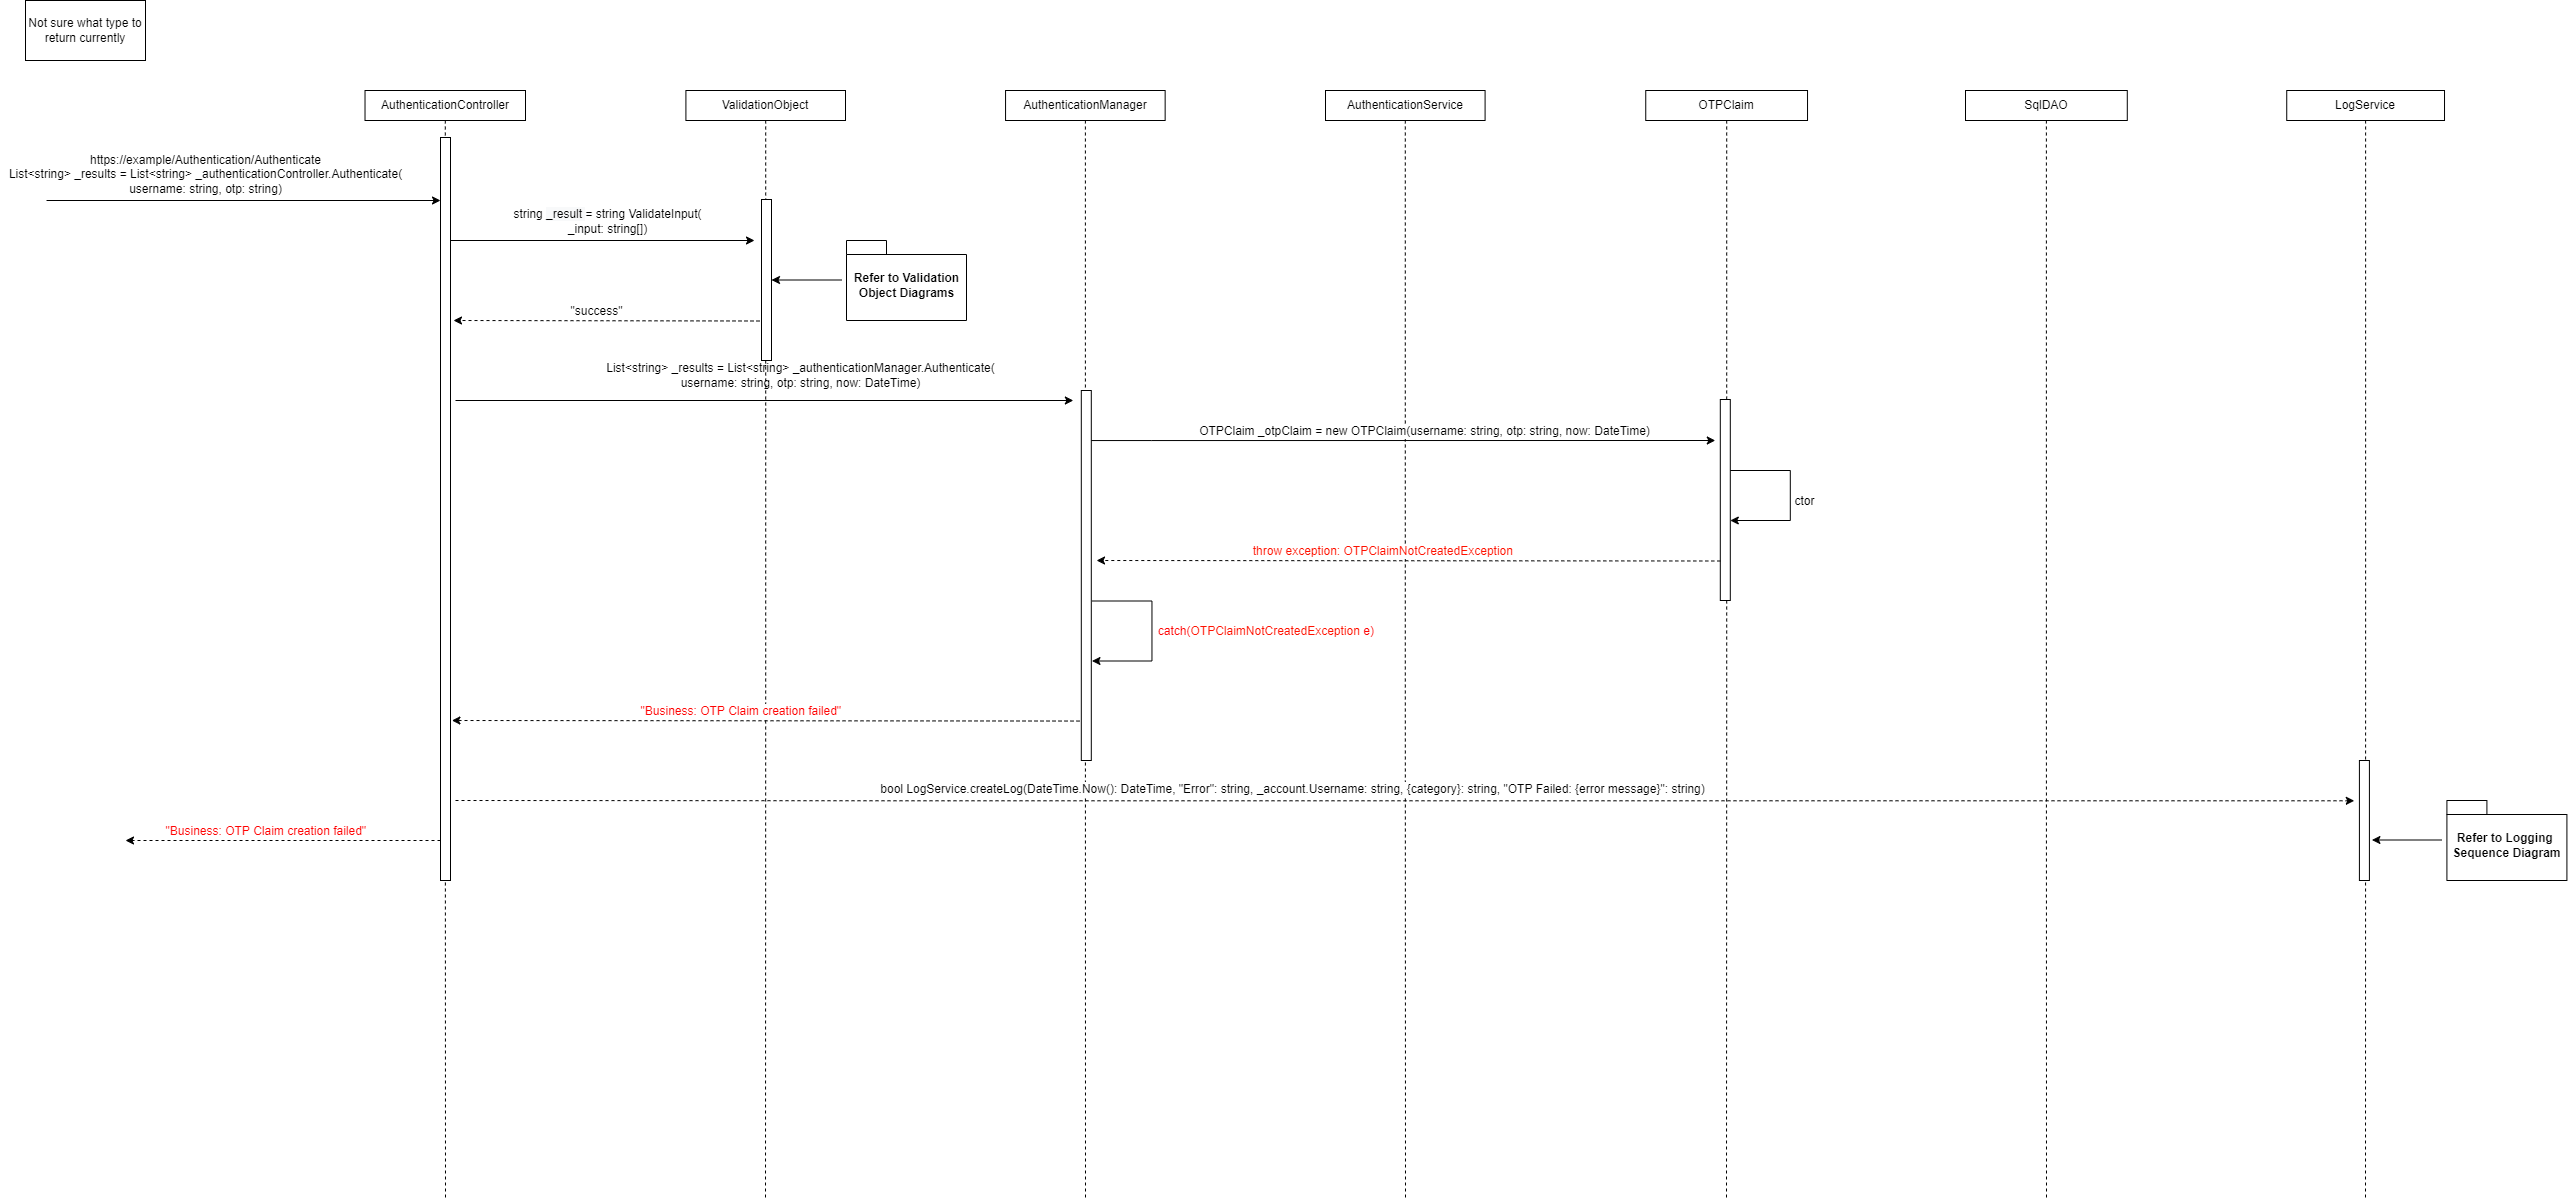 Not sure what type to
return currently
AuthenticationController
ValidationObject
AuthenticationManager
AuthenticationService
OTPClaim
SqlDAO
LogService
https://example/Authentication/Authenticate
List<string> _results = List<string> _authenticationController.Authenticate(
username: string, otp: string)
string _result = string ValidateInput(
_input: string[])
Refer to Validation
Object Diagrams
"success"
List<string> _results = List<string> _authenticationManager.Authenticate(
username: string, otp: string, now: DateTime)
OTPClaim _otpClaim = new OTPClaim(username: string, otp: string, now: DateTime)
ctor
throw exception: OTPClaimNotCreatedException
catch(OTPClaimNotCreatedException e)
"Business: OTP Claim creation failed"
bool LogService.createLog(DateTime.Now(): DateTime, "Error": string, _account.Username: string, {category}: string, "OTP Failed: {error message}": string)
"Business: OTP Claim creation failed"
Refer to Logging
Sequence Diagram